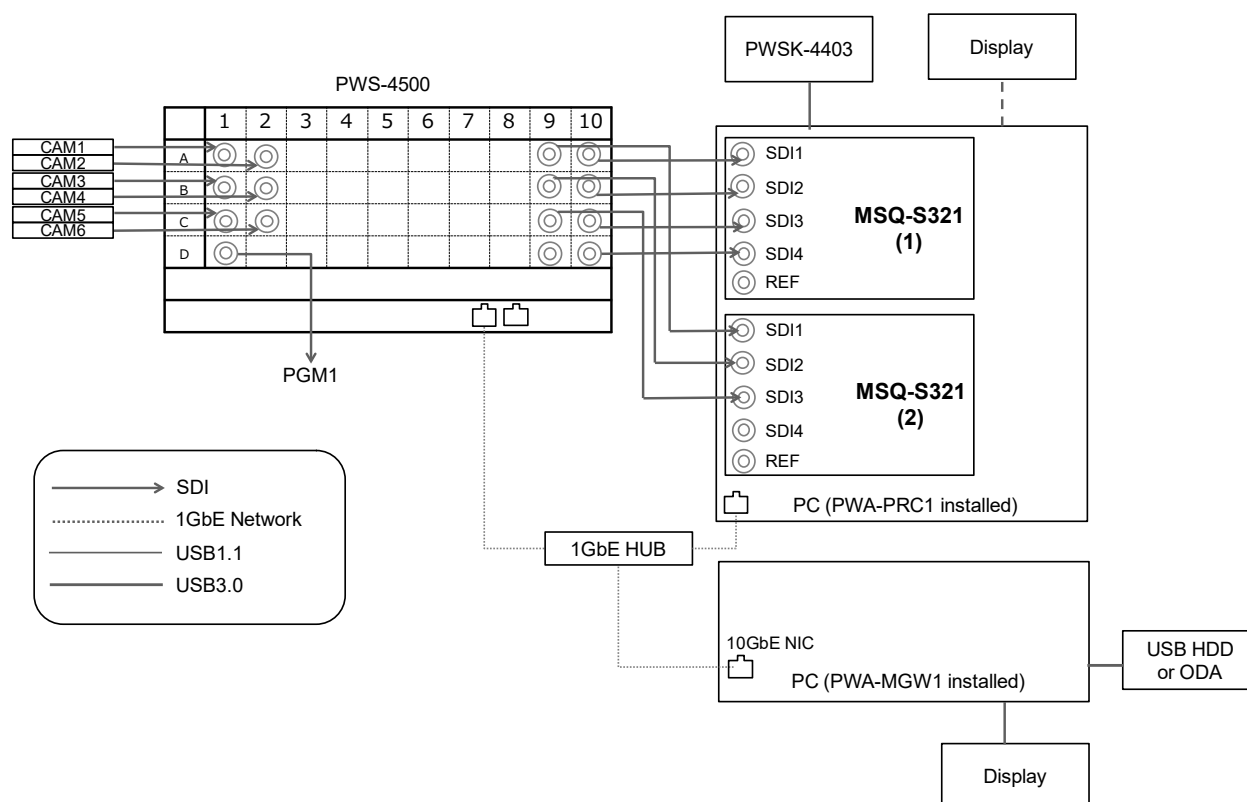 PWSK-4403
Display
PWS-4500
1 2 3 4 5 6 7 8 9 10
CAM1
CAM2
CAM3
CAM4
CAM5
CAM6
A
B
C
D
SDI1
SDI2
SDI3
SDI4
REF
MSQ-S321
(1)
PGM1
SDI1
SDI2
SDI3
SDI4
REF
MSQ-S321
(2)
PC (PWA-PRC1 installed)
SDI
1GbE Network
USB1.1
USB3.0
1GbE HUB
10GbE NIC
PC (PWA-MGW1 installed)
USB HDD
or ODA
Display